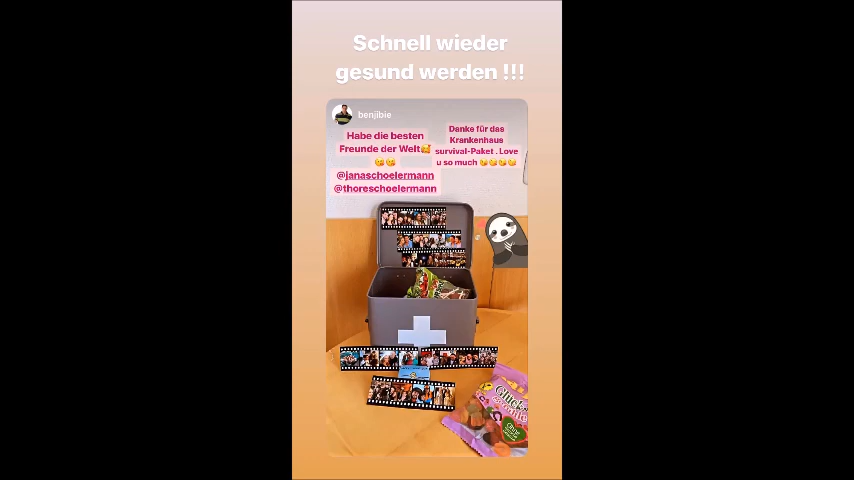 Schnell wieder
gesund werden !!!
benjibie
Habe die besten
Freunde der Welt🥰
😘😘
@janaschoelermann
@thoreschoelermann
Danke für das
Krankenhaus
survival-Paket . Love
u so much 😘😘😘😘